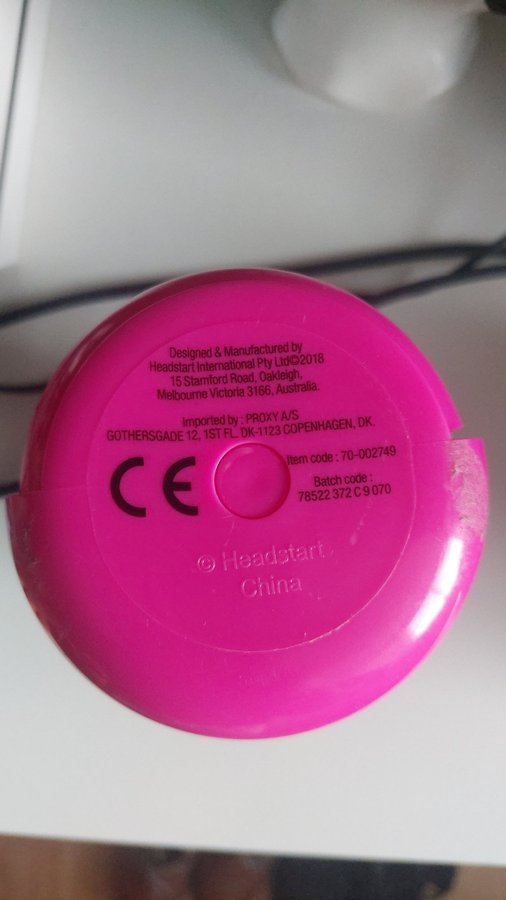 Designed & Manufactured by
Headstart International Pty Ltd©2018
15 Stamford Road, Oakleigh,
Melbourne Victoria 3166, Australia.
Imported by : PROXY A/S
GOTHERSGADE 12, 1ST FL. DK-1123 COPENHAGEN, DK.
CE
Item code : 70-002749
Batch code :
78522 372 C 9 070
© Headstart
China